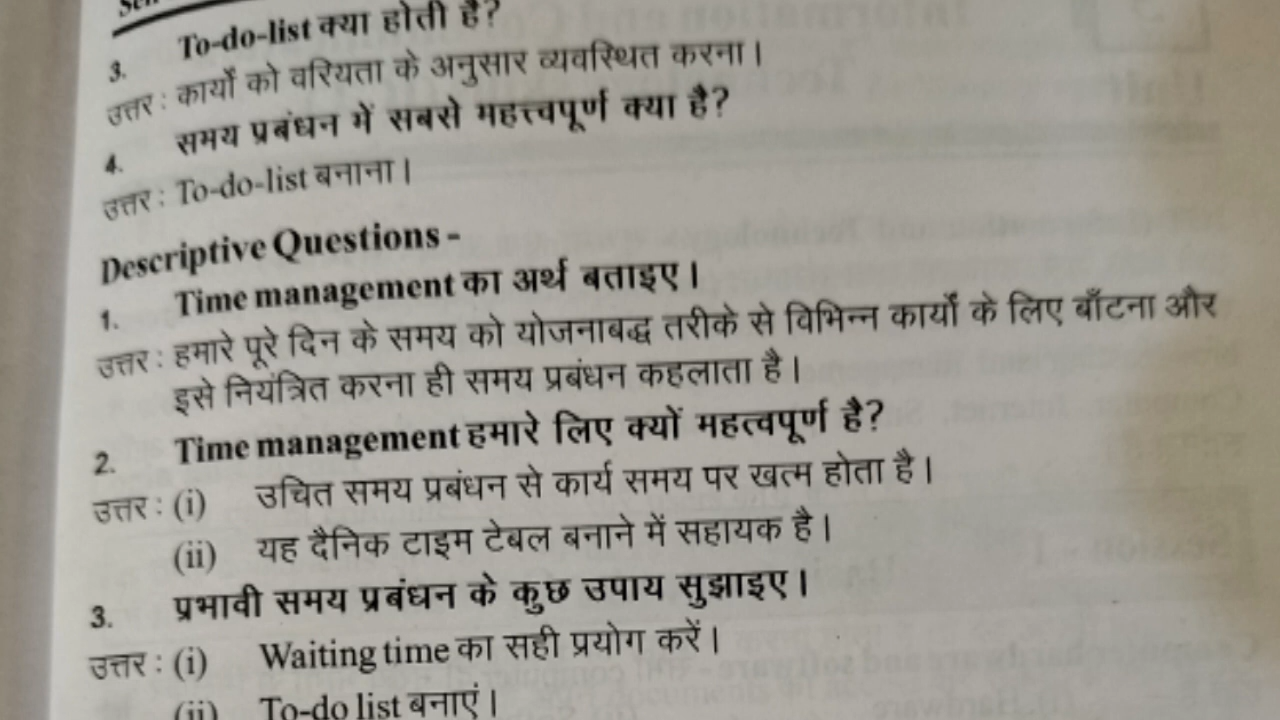 3. To-do-list क्या होती है?
उत्तर : कार्यों को वरियता के अनुसार व्यवस्थित करना।
4. समय प्रबंधन में सबसे महत्त्वपूर्ण क्या है?
उत्तर : To-do-list बनाना।
Descriptive Questions -
1. Time management का अर्थ बताइए।
उत्तर : हमारे पूरे दिन के समय को योजनाबद्ध तरीके से विभिन्न कार्यों के लिए बाँटना और
इसे नियंत्रित करना ही समय प्रबंधन कहलाता है।
2. Time management हमारे लिए क्यों महत्वपूर्ण है?
उत्तर : (i) उचित समय प्रबंधन से कार्य समय पर खत्म होता है।
(ii) यह दैनिक टाइम टेबल बनाने में सहायक है।
3. प्रभावी समय प्रबंधन के कुछ उपाय सुझाइए।
उत्तर : (i) Waiting time का सही प्रयोग करें।
(ii) To-do list बनाएं।